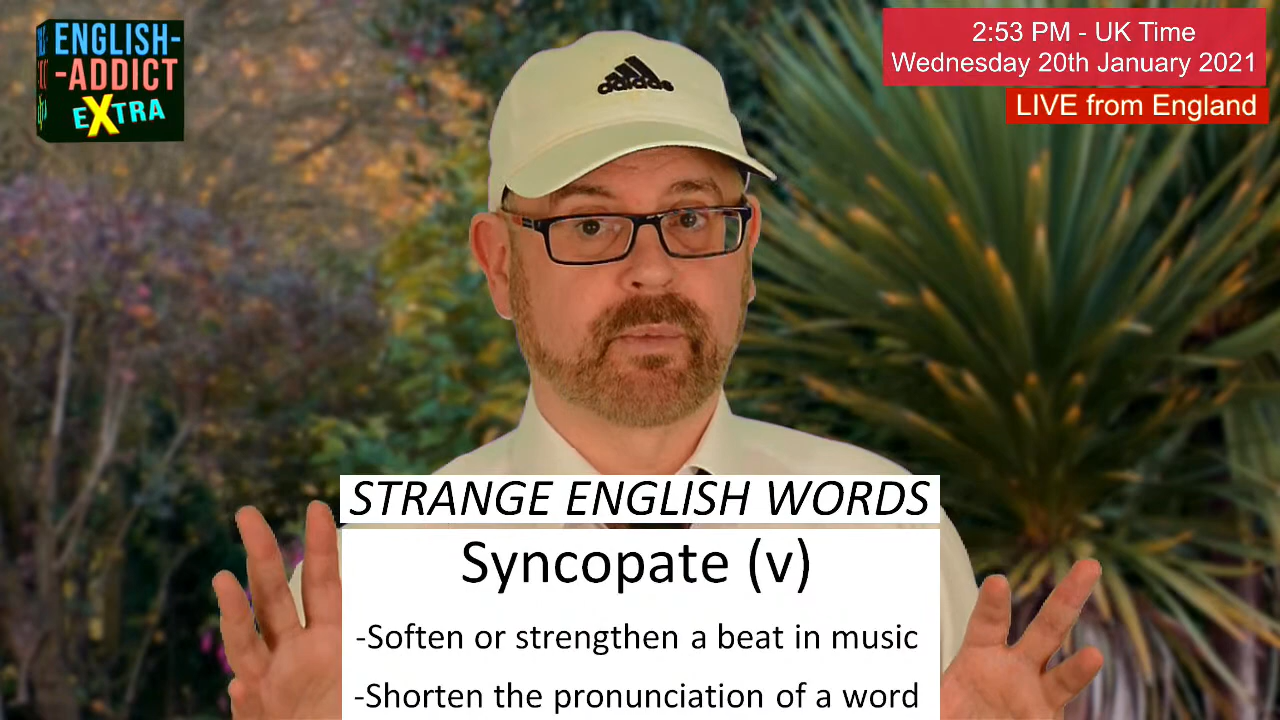 ENGLISH-
-ADDICT
EXTRA
2:53 PM - UK Time
Wednesday 20th January 2021
LIVE from England
adidas
STRANGE ENGLISH WORDS
Syncopate (v)
-Soften or strengthen a beat in music
-Shorten the pronunciation of a word